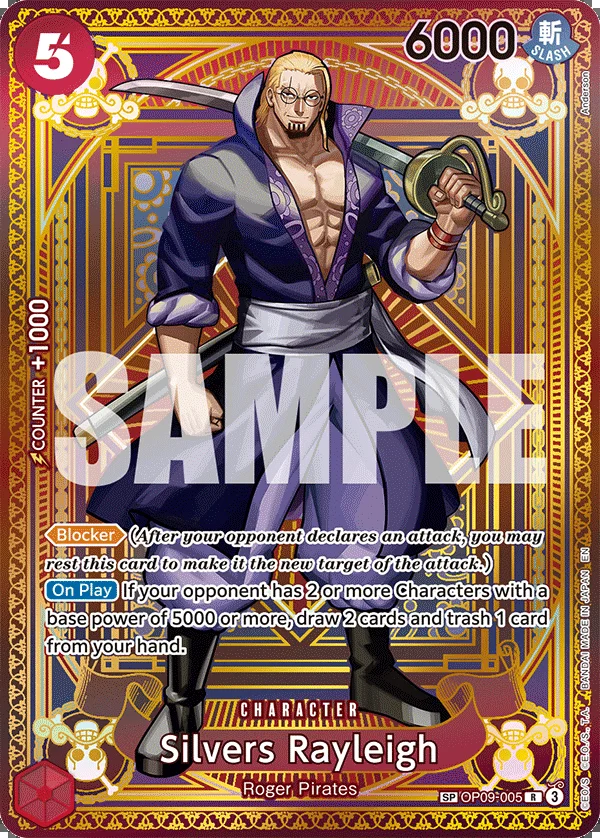 5
6000
斬
SLASH
Anderson
COUNTER +1000
SAMPLE
Blocker (After your opponent declares an attack, you may
rest this card to make it the new target of the attack.)
On Play If your opponent has 2 or more Characters with a
base power of 5000 or more, draw 2 cards and trash 1 card
from your hand.
CHARACTER
Silvers Rayleigh
Roger Pirates
SP OP09-005 R 3
©E.O/S. ©E.O/S., T.A. BANDAI MADE IN JAPAN EN